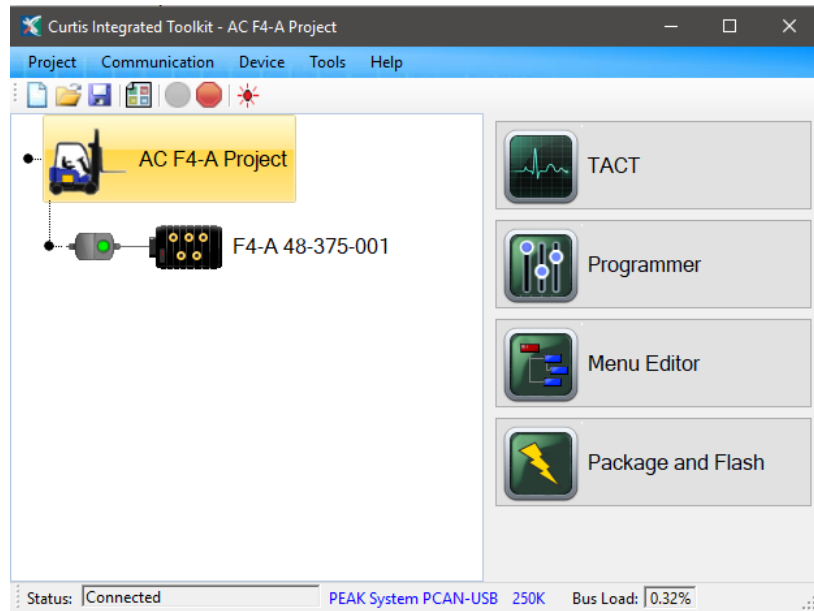 Curtis Integrated Toolkit - AC F4-A Project
Project Communication Device Tools Help
AC F4-A Project
F4-A 48-375-001
TACT
Programmer
Menu Editor
Package and Flash
Status: Connected PEAK System PCAN-USB 250K Bus Load: 0.32%